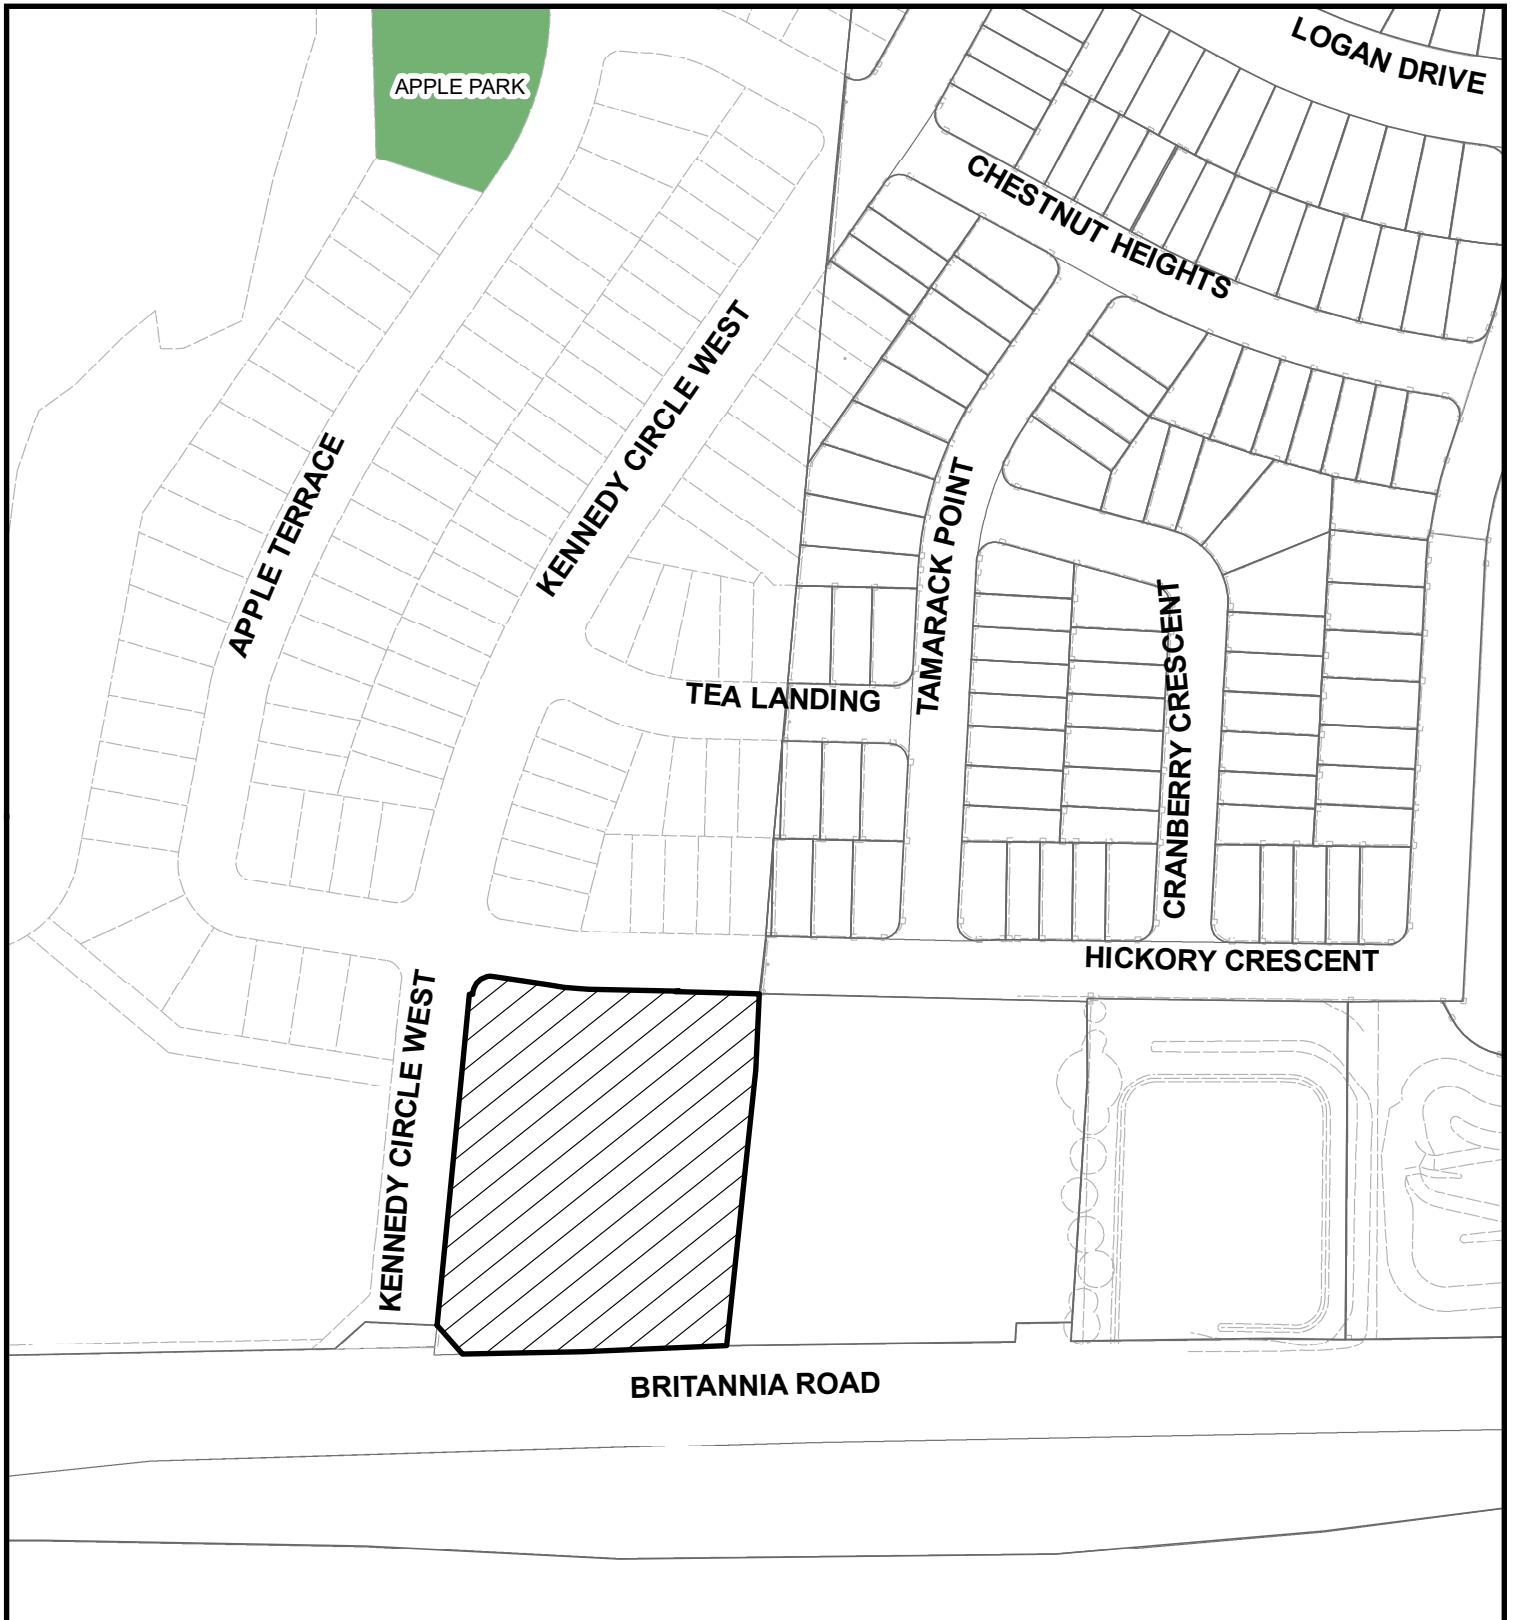 LOGAN DRIVE
APPLE PARK
CHESTNUT HEIGHTS
KENNEDY CIRCLE WEST
APPLE TERRACE
TAMARACK POINT
CRANBERRY CRESCENT
TEA LANDING
HICKORY CRESCENT
KENNEDY CIRCLE WEST
BRITANNIA ROAD